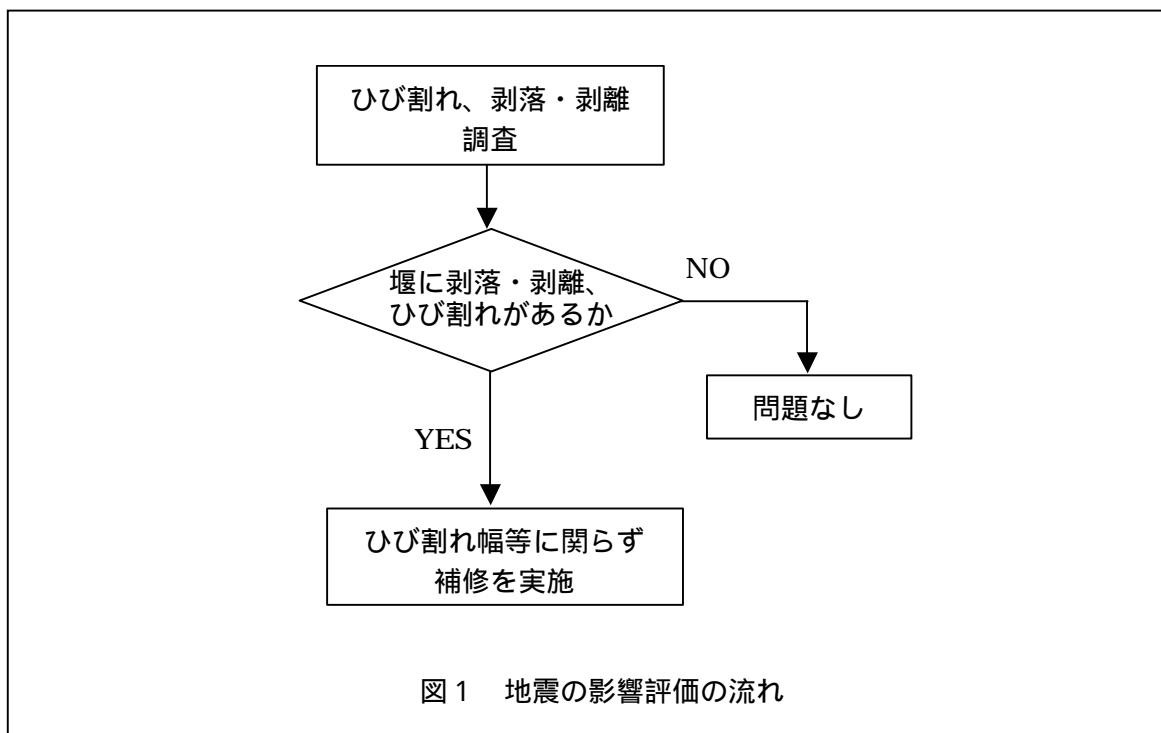 ひび割れ、剥落・剥離
調査
堰に剥落・剥離、
ひび割れがあるか
NO
問題なし
YES
ひび割れ幅等に関らず
補修を実施
図1　地震の影響評価の流れ